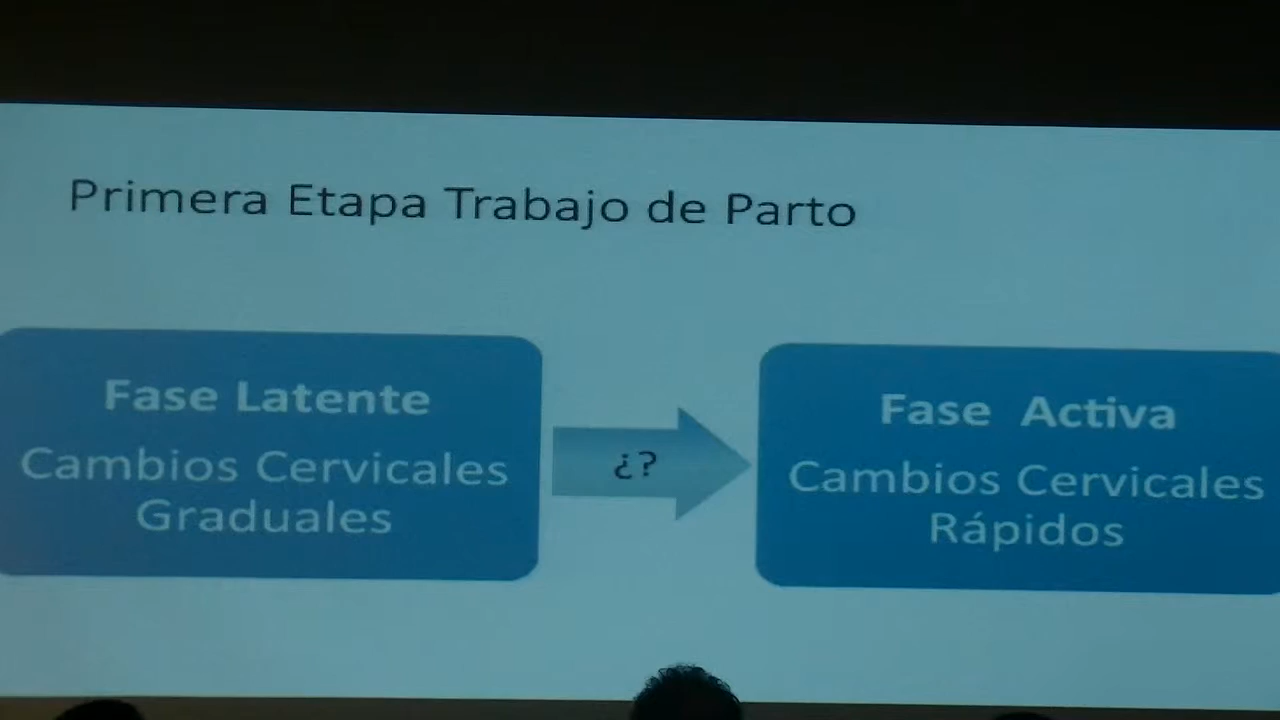 Primera Etapa Trabajo de Parto
Fase Latente
Cambios Cervicales
Graduales
¿?
Fase Activa
Cambios Cervicales
Rápidos